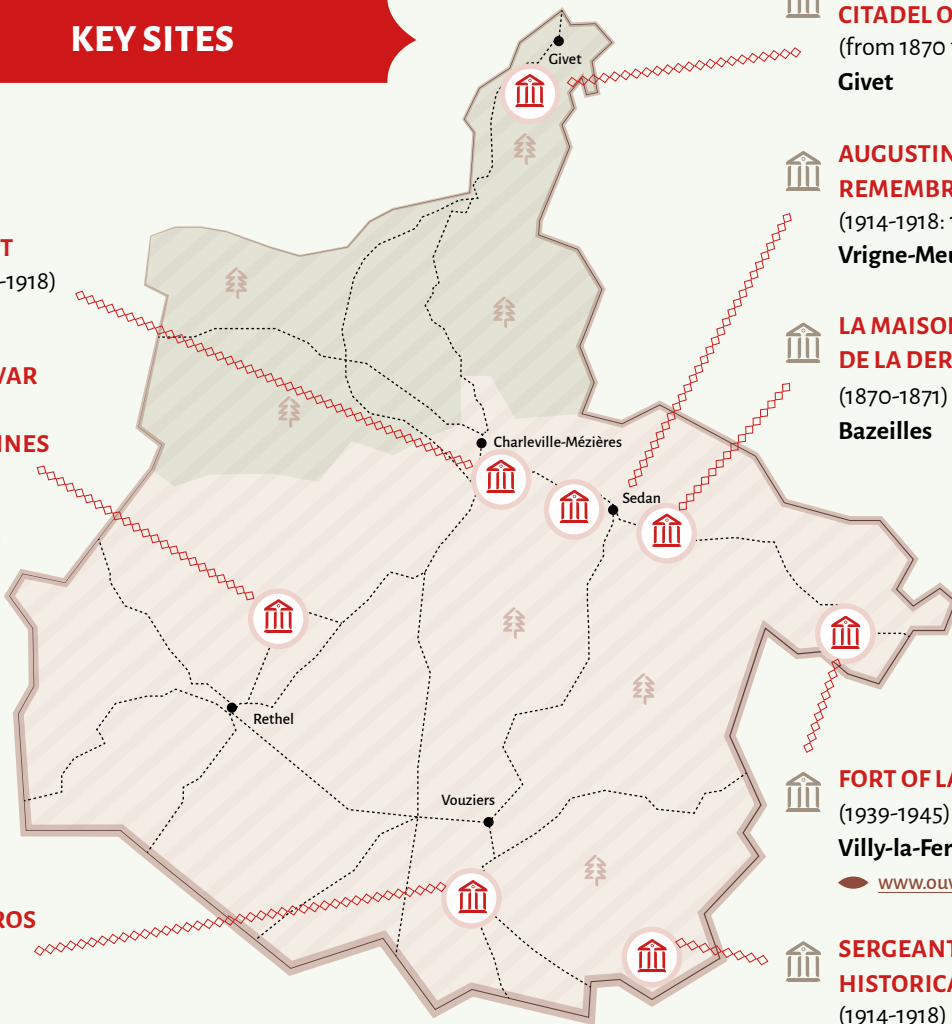 KEY SITES
CITADEL O
(from 1870
Givet
Givet
AUGUSTIN
REMEMBR
(1914-1918:
Vrigne-Meu
T
-1918)
VAR
NNES
LA MAISON
DE LA DER
(1870-1871)
Bazeilles
Charleville-Mézières
Sedan
Rethel
Vouziers
FORT OF LA
(1939-1945)
Villy-la-Fer
www.ouv
ROS
SERGEANT
HISTORICA
(1914-1918)